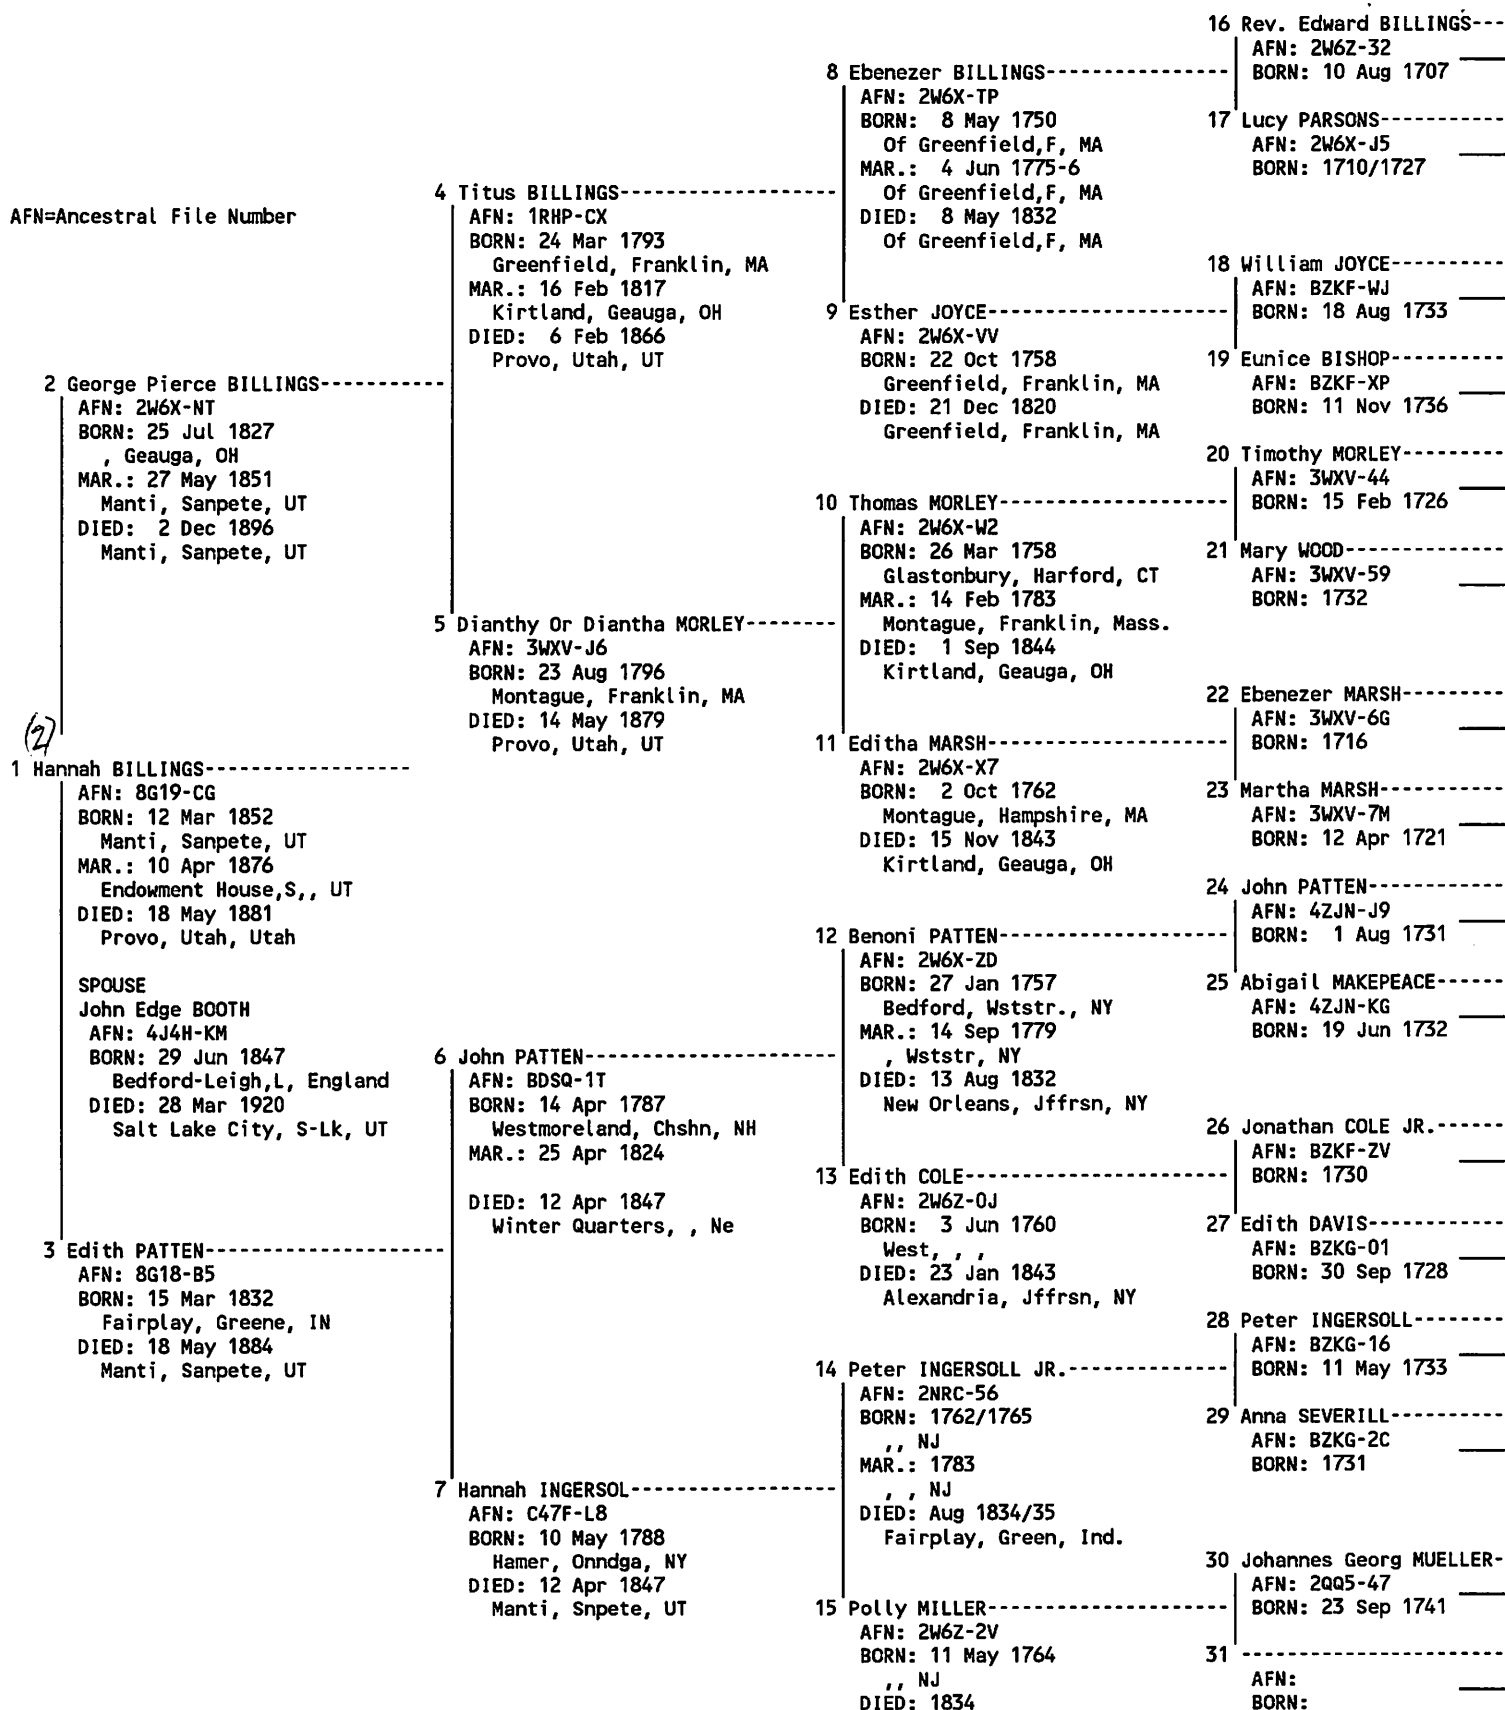 AFN=Ancestral File Number
(2)
1 Hannah BILLINGS-----------------
AFN: 8G19-CG
BORN: 12 Mar 1852
Manti, Sanpete, UT
MAR.: 10 Apr 1876
Endowment House,S,, UT
DIED: 18 May 1881
Provo, Utah, Utah
SPOUSE
John Edge BOOTH
AFN: 4J4H-KM
BORN: 29 Jun 1847
Bedford-Leigh,L, England
DIED: 28 Mar 1920
Salt Lake City, S-Lk, UT
2 George Pierce BILLINGS-----------
AFN: 2W6X-NT
BORN: 25 Jul 1827
, Geauga, OH
MAR.: 27 May 1851
Manti, Sanpete, UT
DIED: 2 Dec 1896
Manti, Sanpete, UT
3 Edith PATTEN---------------------
AFN: 8G18-B5
BORN: 15 Mar 1832
Fairplay, Greene, IN
DIED: 18 May 1884
Manti, Sanpete, UT
4 Titus BILLINGS-------------------
AFN: 1RHP-CX
BORN: 24 Mar 1793
Greenfield, Franklin, MA
MAR.: 16 Feb 1817
Kirtland, Geauga, OH
DIED: 6 Feb 1866
Provo, Utah, UT
5 Dianthy Or Diantha MORLEY--------
AFN: 3WXV-J6
BORN: 23 Aug 1796
Montague, Franklin, MA
DIED: 14 May 1879
Provo, Utah, UT
6 John PATTEN----------------------
AFN: BDSQ-1T
BORN: 14 Apr 1787
Westmoreland, Chshn, NH
MAR.: 25 Apr 1824
DIED: 12 Apr 1847
Winter Quarters, , Ne
7 Hannah INGERSOL------------------
AFN: C47F-L8
BORN: 10 May 1788
Hamer, Onndga, NY
DIED: 12 Apr 1847
Manti, Snpete, UT
8 Ebenezer BILLINGS----------------
AFN: 2W6X-TP
BORN: 8 May 1750
Of Greenfield,F, MA
MAR.: 4 Jun 1775-6
Of Greenfield,F, MA
DIED: 8 May 1832
Of Greenfield,F, MA
9 Esther JOYCE---------------------
AFN: 2W6X-VV
BORN: 22 Oct 1758
Greenfield, Franklin, MA
DIED: 21 Dec 1820
Greenfield, Franklin, MA
10 Thomas MORLEY--------------------
AFN: 2W6X-W2
BORN: 26 Mar 1758
Glastonbury, Harford, CT
MAR.: 14 Feb 1783
Montague, Franklin, Mass.
DIED: 1 Sep 1844
Kirtland, Geauga, OH
11 Editha MARSH---------------------
AFN: 2W6X-X7
BORN: 2 Oct 1762
Montague, Hampshire, MA
DIED: 15 Nov 1843
Kirtland, Geauga, OH
12 Benoni PATTEN--------------------
AFN: 2W6X-ZD
BORN: 27 Jan 1757
Bedford, Wststr., NY
MAR.: 14 Sep 1779
, Wststr, NY
DIED: 13 Aug 1832
New Orleans, Jffrsn, NY
13 Edith COLE-----------------------
AFN: 2W6Z-0J
BORN: 3 Jun 1760
West, , ,
DIED: 23 Jan 1843
Alexandria, Jffrsn, NY
14 Peter INGERSOLL JR.--------------
AFN: 2NRC-56
BORN: 1762/1765
,, NJ
MAR.: 1783
, , NJ
DIED: Aug 1834/35
Fairplay, Green, Ind.
15 Polly MILLER---------------------
AFN: 2W6Z-2V
BORN: 11 May 1764
,, NJ
DIED: 1834
16 Rev. Edward BILLINGS---
AFN: 2W6Z-32
BORN: 10 Aug 1707
17 Lucy PARSONS-----------
AFN: 2W6X-J5
BORN: 1710/1727
18 William JOYCE----------
AFN: BZKF-WJ
BORN: 18 Aug 1733
19 Eunice BISHOP----------
AFN: BZKF-XP
BORN: 11 Nov 1736
20 Timothy MORLEY---------
AFN: 3WXV-44
BORN: 15 Feb 1726
21 Mary WOOD--------------
AFN: 3WXV-59
BORN: 1732
22 Ebenezer MARSH---------
AFN: 3WXV-6G
BORN: 1716
23 Martha MARSH-----------
AFN: 3WXV-7M
BORN: 12 Apr 1721
24 John PATTEN------------
AFN: 4ZJN-J9
BORN: 1 Aug 1731
25 Abigail MAKEPEACE------
AFN: 4ZJN-KG
BORN: 19 Jun 1732
26 Jonathan COLE JR.------
AFN: BZKF-ZV
BORN: 1730
27 Edith DAVIS------------
AFN: BZKG-01
BORN: 30 Sep 1728
28 Peter INGERSOLL--------
AFN: BZKG-16
BORN: 11 May 1733
29 Anna SEVERILL----------
AFN: BZKG-2C
BORN: 1731
30 Johannes Georg MUELLER-
AFN: 2QQ5-47
BORN: 23 Sep 1741
31 -----------------------
AFN:
BORN: